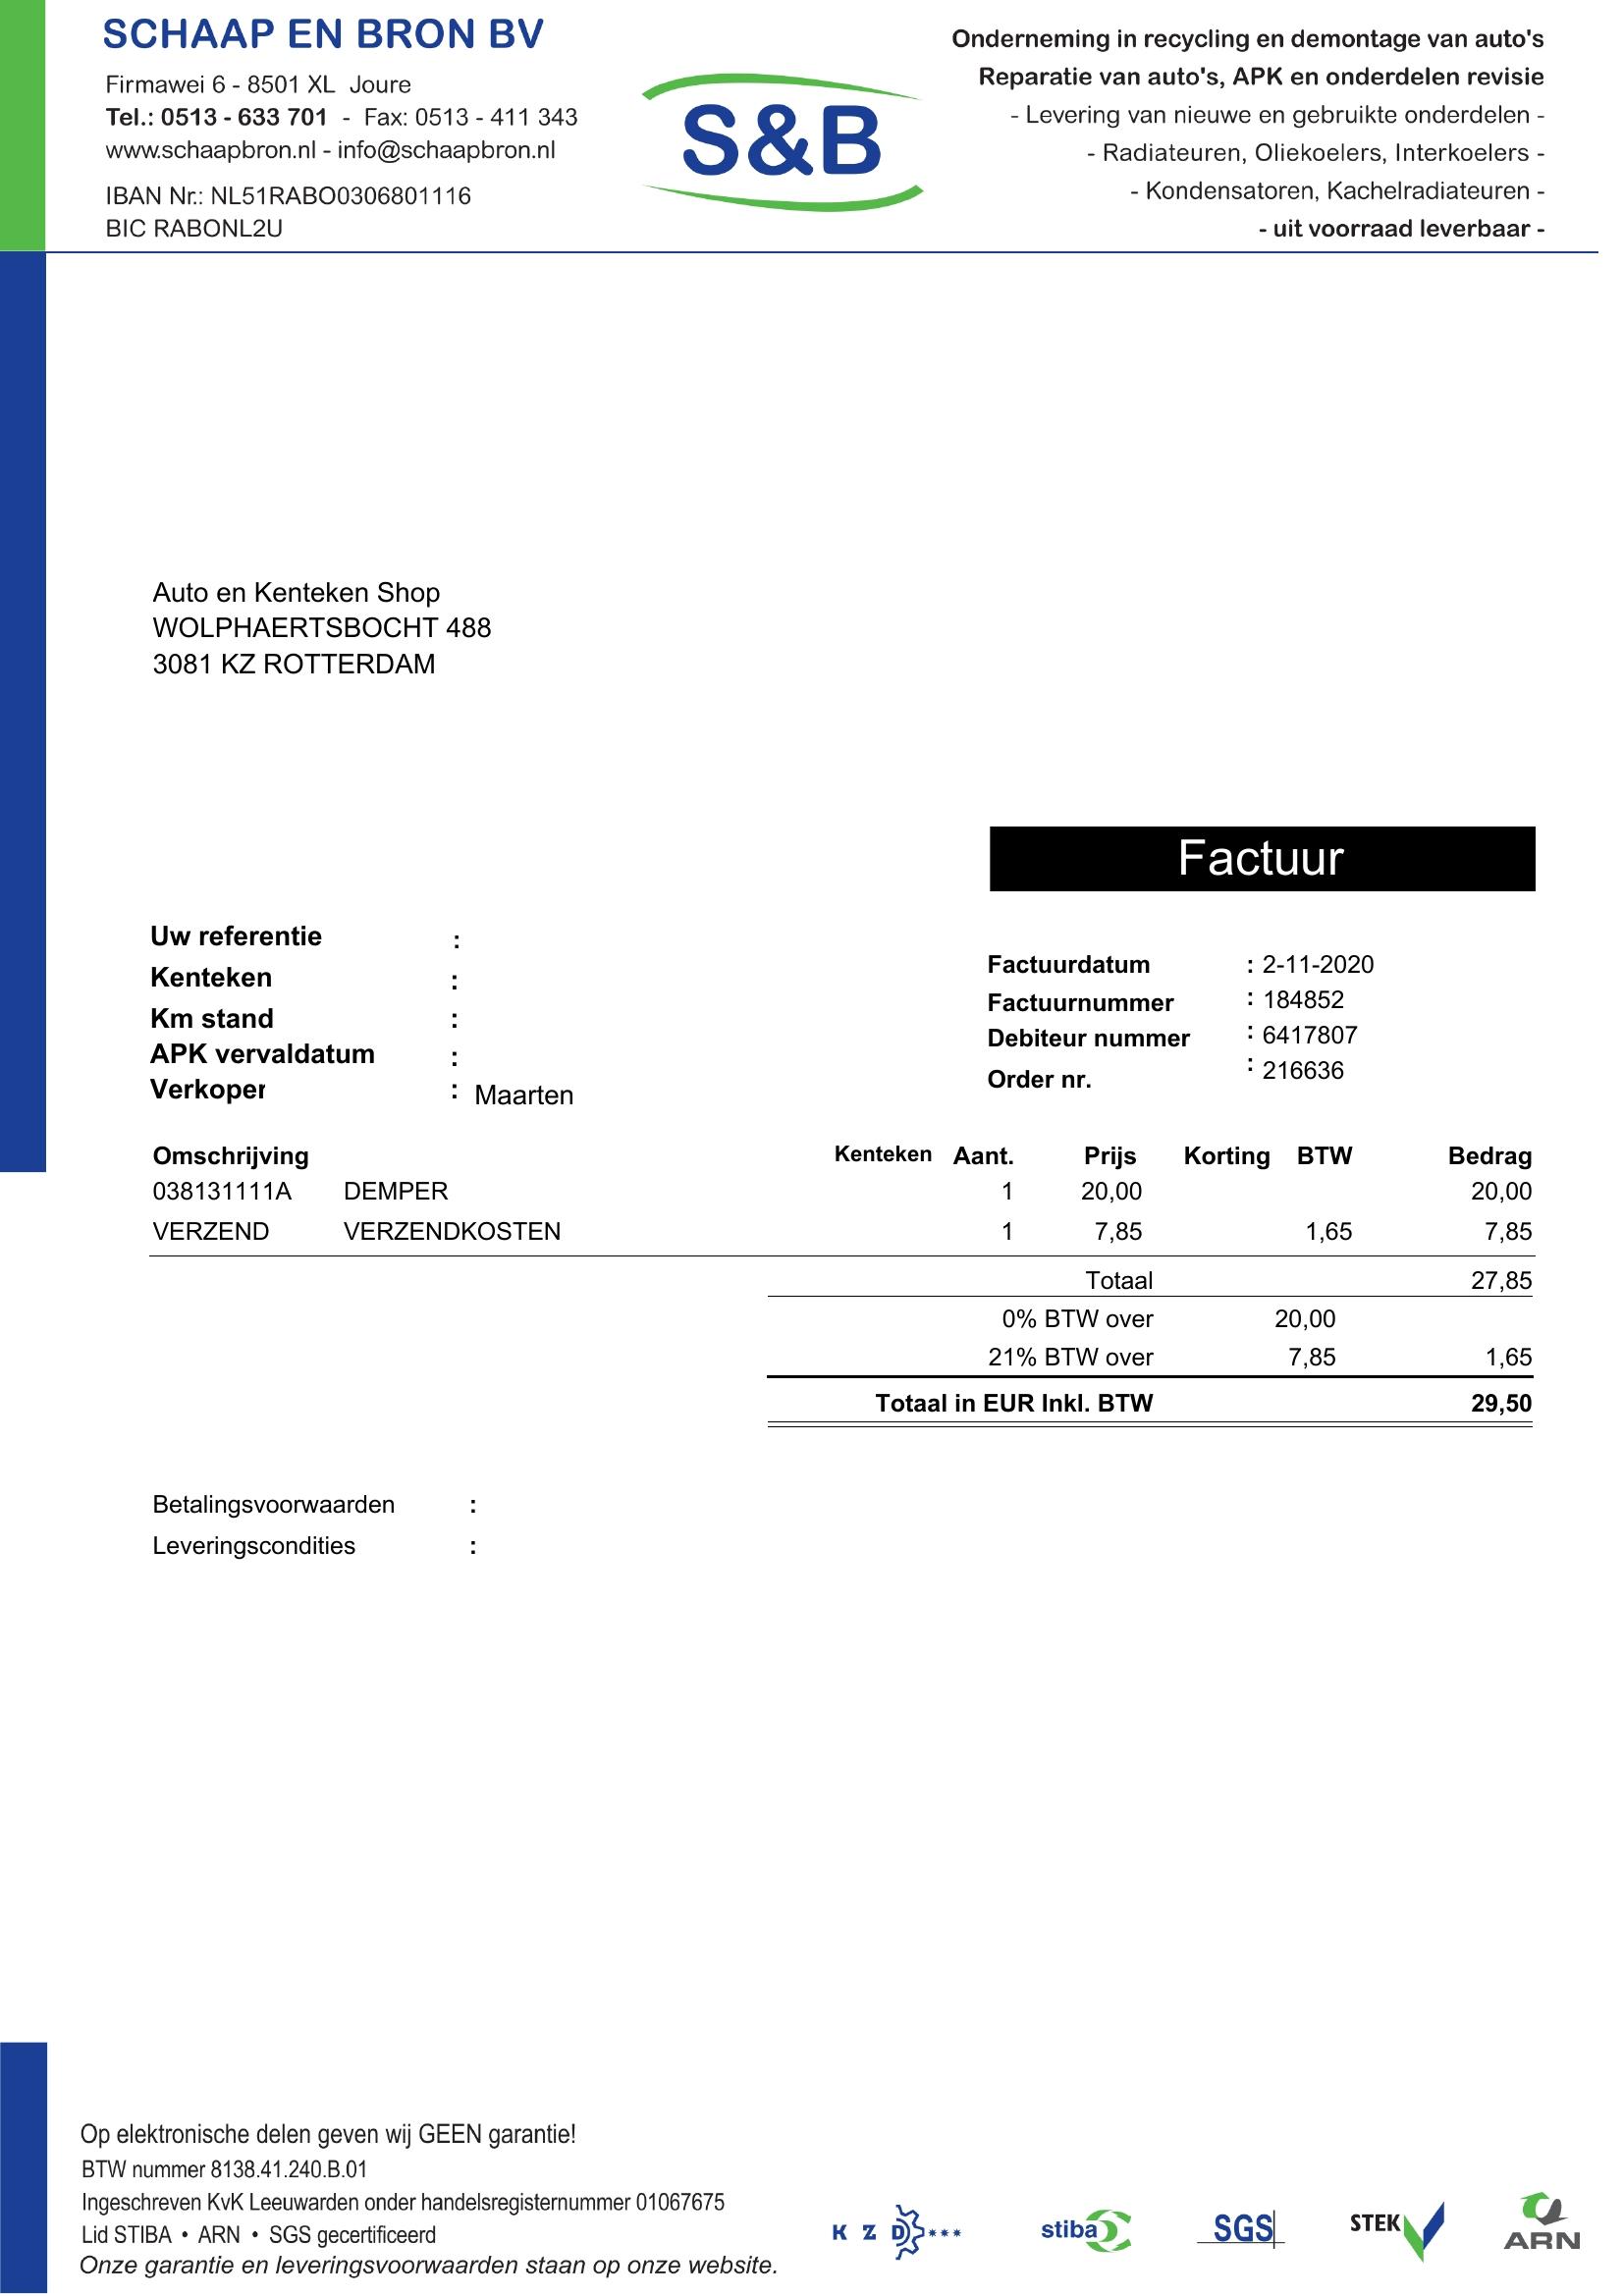 SCHAAP EN BRON BV
Firmawei 6 - 8501 XL Joure
Tel.: 0513 - 633 701 - Fax: 0513 - 411 343
www.schaapbron.nl - info@schaapbron.nl
IBAN Nr.: NL51RABO0306801116
BIC RABONL2U
S&B
Onderneming in recycling en demontage van auto's
Reparatie van auto's, APK en onderdelen revisie
- Levering van nieuwe en gebruikte onderdelen -
- Radiateuren, Oliekoelers, Interkoelers -
- Kondensatoren, Kachelradiateuren -
- uit voorraad leverbaar -
Auto en Kenteken Shop
WOLPHAERTSBOCHT 488
3081 KZ ROTTERDAM
Factuur
Uw referentie :
Kenteken :
Km stand :
APK vervaldatum :
Verkoper : Maarten
Factuurdatum : 2-11-2020
Factuurnummer : 184852
Debiteur nummer : 6417807
Order nr. : 216636
Omschrijving Kenteken Aant. Prijs Korting BTW Bedrag
038131111A DEMPER 1 20,00 20,00
VERZEND VERZENDKOSTEN 1 7,85 1,65 7,85
Totaal 27,85
0% BTW over 20,00
21% BTW over 7,85 1,65
Totaal in EUR Inkl. BTW 29,50
Betalingsvoorwaarden :
Leveringscondities :
Op elektronische delen geven wij GEEN garantie!
BTW nummer 8138.41.240.B.01
Ingeschreven KvK Leeuwarden onder handelsregisternummer 01067675
Lid STIBA • ARN • SGS gecertificeerd
Onze garantie en leveringsvoorwaarden staan op onze website.
K Z D ***
stiba
SGS
STEK
ARN